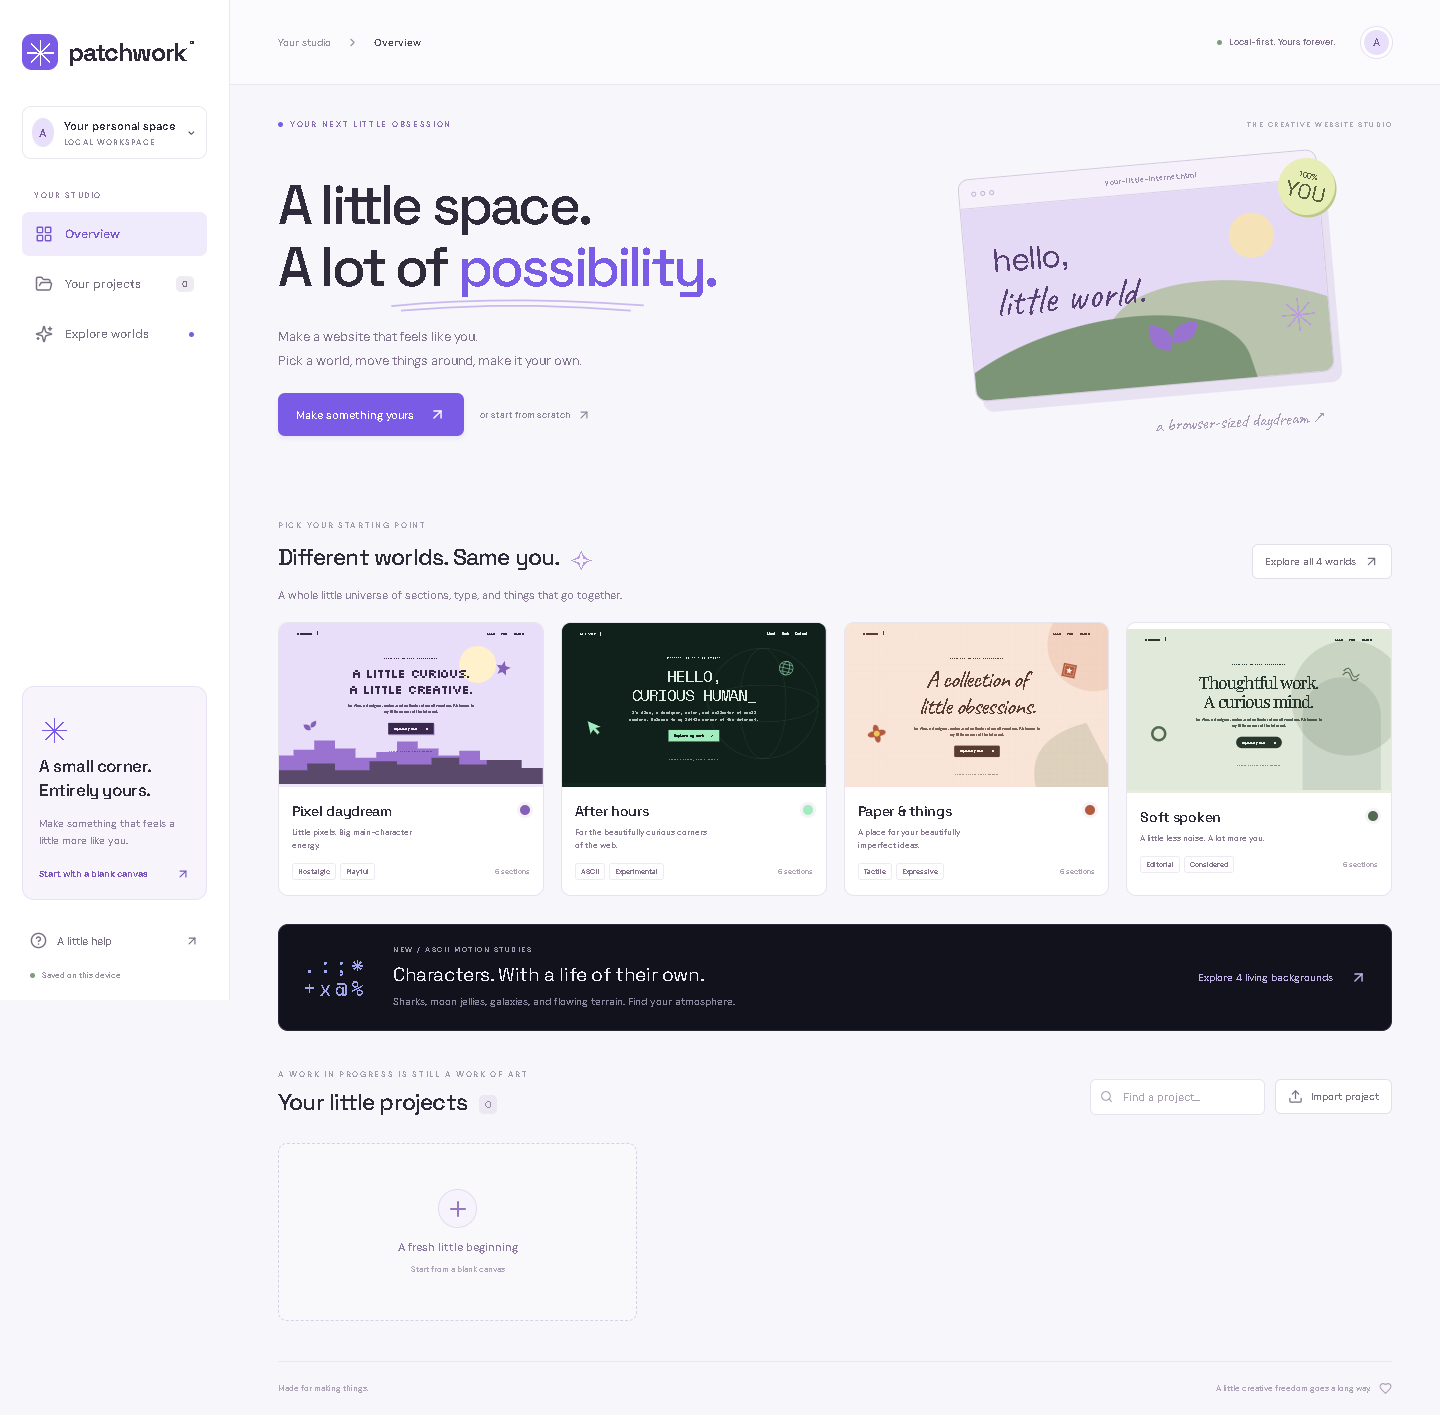 patchwork
Your studio
Overview
Local-first. Yours forever.
A
A
Your personal space
LOCAL WORKSPACE
YOUR STUDIO
Overview
Your projects
0
Explore worlds
A small corner.
Entirely yours.
Make something that feels a
little more like you.
Start with a blank canvas
A little help
Saved on this device
YOUR NEXT LITTLE OBSESSION
THE CREATIVE WEBSITE STUDIO
A little space.
A lot of possibility.
Make a website that feels like you.
Pick a world, move things around, make it your own.
Make something yours
or start from scratch
your-little-internet.html
100%
YOU
hello,
little world.
a browser-sized daydream ↗
PICK YOUR STARTING POINT
Different worlds. Same you.
A whole little universe of sections, type, and things that go together.
Explore all 4 worlds
A LITTLE CURIOUS.
A LITTLE CREATIVE.
Pixel daydream
Little pixels. Big main-character
energy.
Nostalgic
Playful
6 sections
HELLO,
CURIOUS HUMAN_
After hours
For the beautifully curious corners
of the web.
ASCII
Experimental
6 sections
A collection of
little obsessions.
Paper & things
A place for your beautifully
imperfect ideas.
Tactile
Expressive
6 sections
Thoughtful work.
A curious mind.
Soft spoken
A little less noise. A lot more you.
Editorial
Considered
6 sections
. : ; *
+ x @ %
NEW / ASCII MOTION STUDIES
Characters. With a life of their own.
Sharks, moon jellies, galaxies, and flowing terrain. Find your atmosphere.
Explore 4 living backgrounds
A WORK IN PROGRESS IS STILL A WORK OF ART
Your little projects
0
Find a project...
Import project
A fresh little beginning
Start from a blank canvas
Made for making things.
A little creative freedom goes a long way.